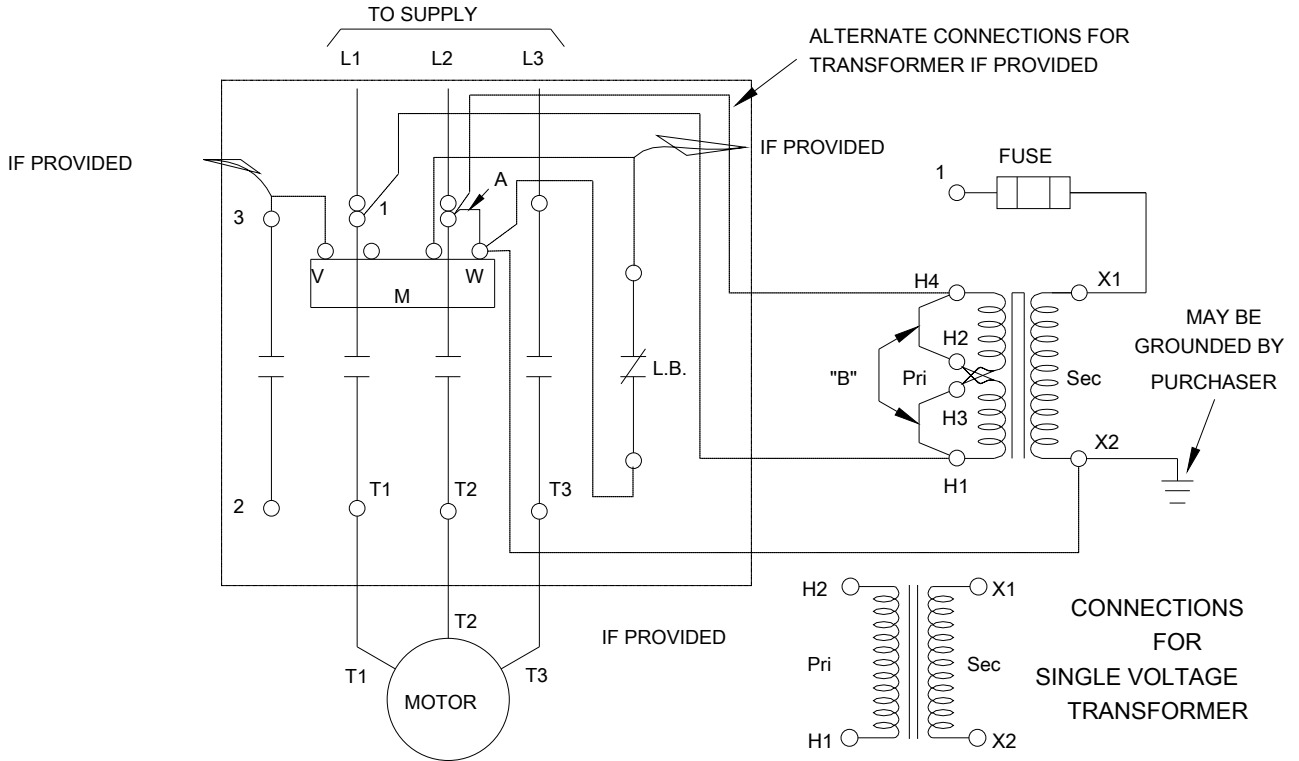 TO SUPPLY
L1
L2
L3
ALTERNATE CONNECTIONS FOR
TRANSFORMER IF PROVIDED
IF PROVIDED
IF PROVIDED
FUSE
1
A
3
1
V
W
M
H4
X1
MAY BE
GROUNDED BY
PURCHASER
H2
"B"
Pri
Sec
L.B.
H3
X2
H1
2
T1
T2
T3
H2
X1
CONNECTIONS
FOR
SINGLE VOLTAGE
TRANSFORMER
T2
IF PROVIDED
Pri
Sec
T1
T3
MOTOR
H1
X2